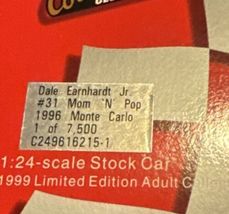 Dale Earnhardt Jr
#31 Mom 'N' Pop
1996 Monte Carlo
1 of 7,500
C249616215-1
1:24-scale Stock Car
1999 Limited Edition Adult